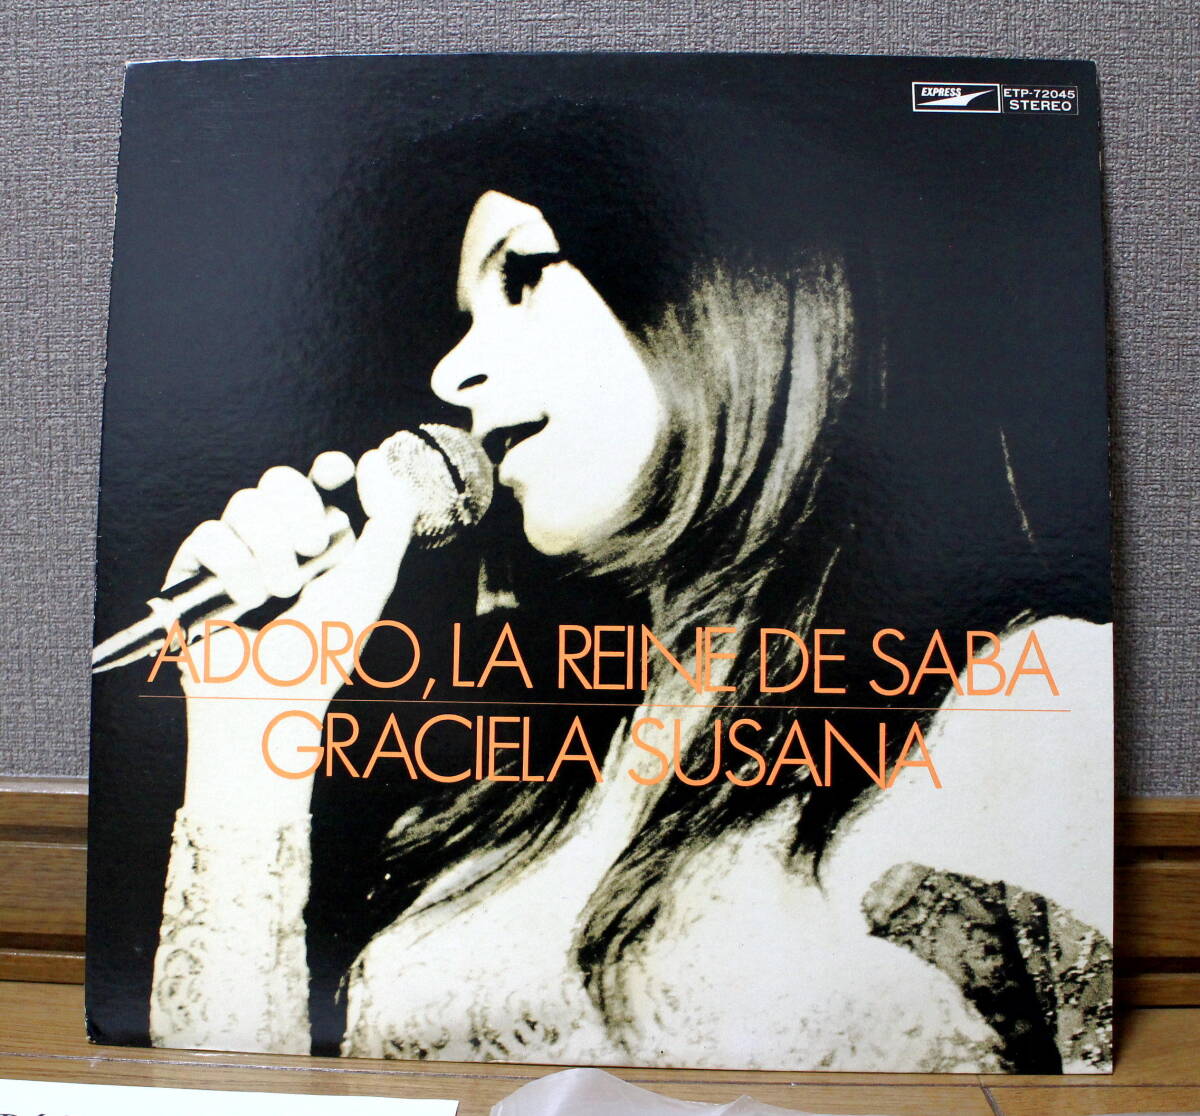 EXPRESS
ETP-72045
STEREO
ADORO, LA REINE DE SABA
GRACIELA SUSANA